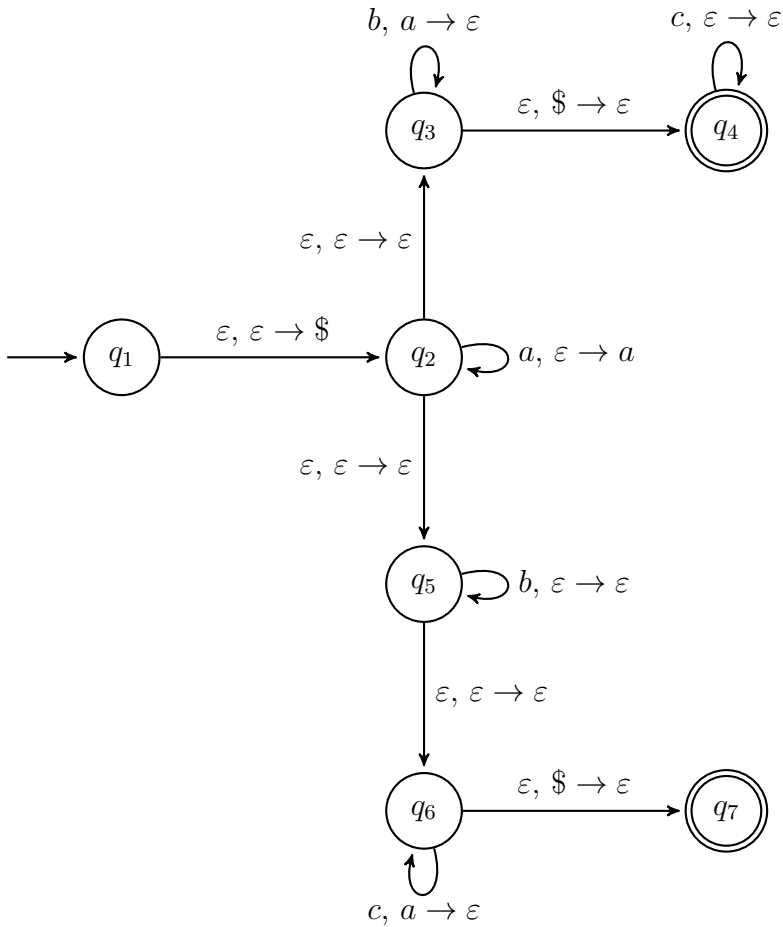 b, a → ε
c, ε → ε
q₃
ε, $ → ε
q₄
ε, ε → ε
q₁
ε, ε → $
q₂
a, ε → a
ε, ε → ε
q₅
b, ε → ε
ε, ε → ε
q₆
ε, $ → ε
q₇
c, a → ε